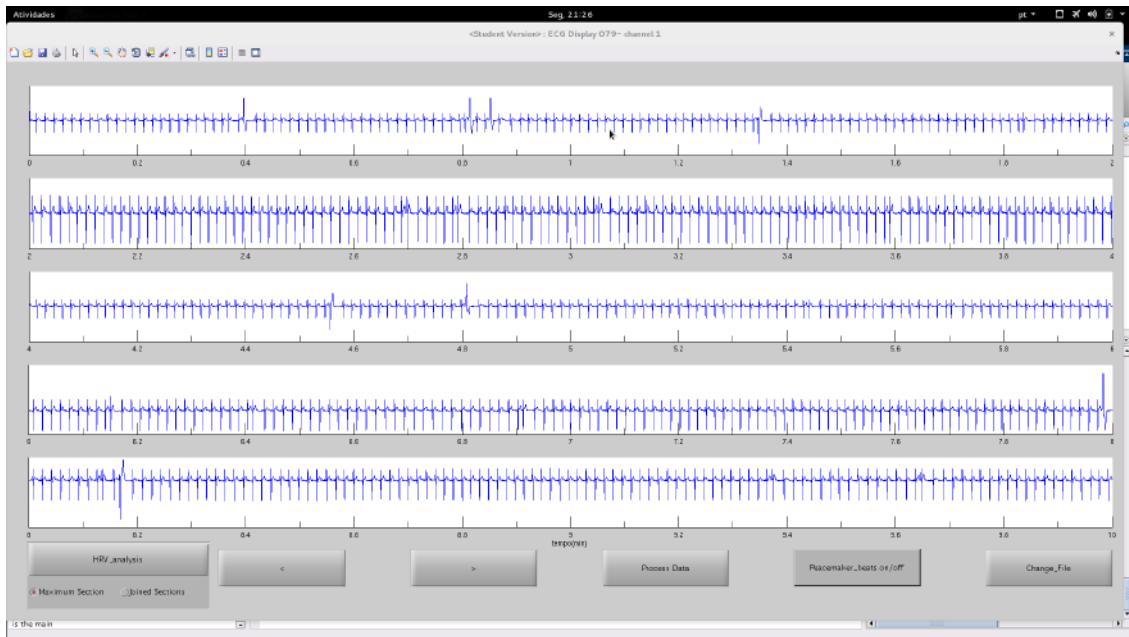 Atividades Seg, 21:26 pt
<Student Version> : ECG Display 079- channel 1
0 0.2 0.4 0.6 0.8 1 1.2 1.4 1.6 1.8 2
2 2.2 2.4 2.6 2.8 3 3.2 3.4 3.6 3.8 4
4 4.2 4.4 4.6 4.8 5 5.2 5.4 5.6 5.8 6
6 6.2 6.4 6.6 6.8 7 7.2 7.4 7.6 7.8 8
8 8.2 8.4 8.6 8.8 9 9.2 9.4 9.6 9.8 10
tempo(min)
HRV_analysis < > Process Data Peacemaker_beats on/off Change_File
Maximum Section Joined Sections
is the main